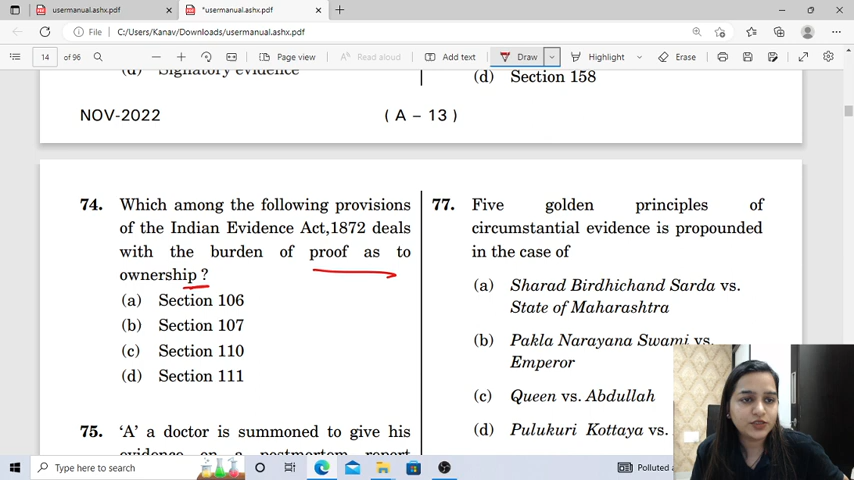 usermanual.ashx.pdf
*usermanual.ashx.pdf
File
C:/Users/Kanav/Downloads/usermanual.ashx.pdf
14 of 96
Page view
Read aloud
Add text
Draw
Highlight
Erase
(d) Signatory evidence
(d) Section 158
NOV-2022
( A – 13 )
74. Which among the following provisions
of the Indian Evidence Act,1872 deals
with the burden of proof as to
ownership ?
(a) Section 106
(b) Section 107
(c) Section 110
(d) Section 111
75. ‘A’ a doctor is summoned to give his
evidence on a postmortem report
77. Five golden principles of
circumstantial evidence is propounded
in the case of
(a) Sharad Birdhichand Sarda vs.
State of Maharashtra
(b) Pakla Narayana Swami vs.
Emperor
(c) Queen vs. Abdullah
(d) Pulukuri Kottaya vs.
Type here to search
Polluted